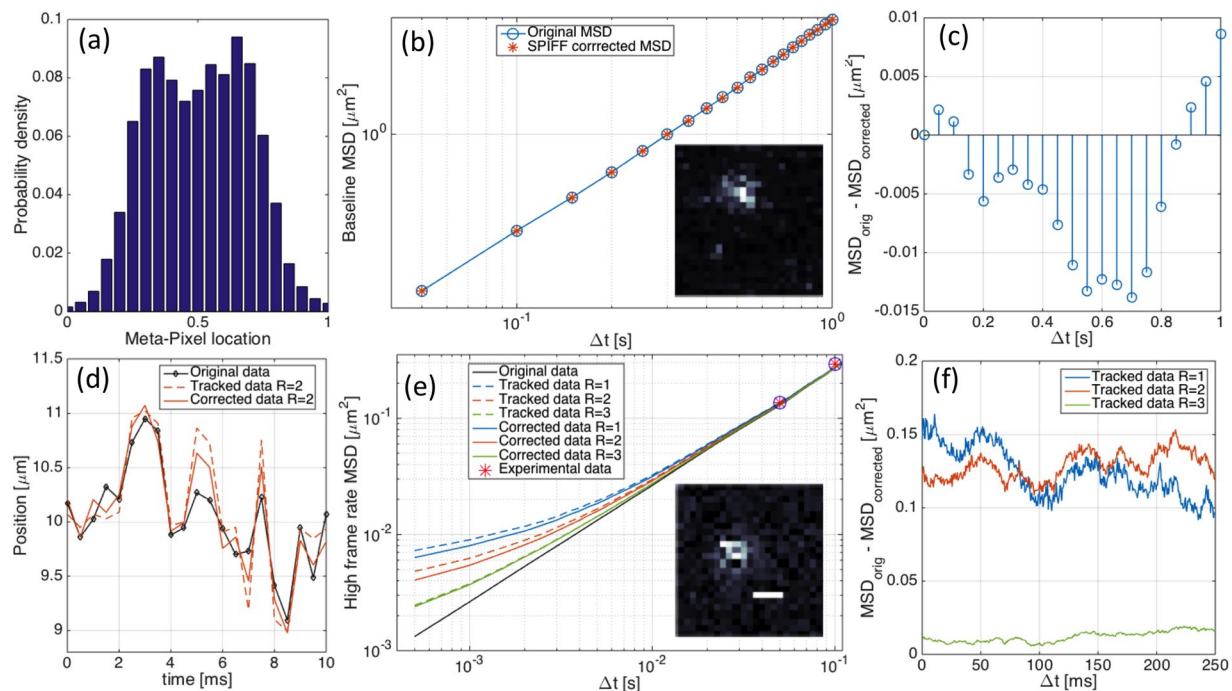 (a)
Probability density
0.1
0.08
0.06
0.04
0.02
0
0
0.5
1
Meta-Pixel location
(b)
Original MSD
SPIFF corrrected MSD
Baseline MSD [μm²]
10⁰
10⁻¹
10⁰
Δt [s]
(c)
MSD_orig - MSD_corrected [μm²]
0.01
0.005
0
-0.005
-0.01
-0.015
0
0.2
0.4
0.6
0.8
1
Δt [s]
(d)
Original data
Tracked data R=2
Corrected data R=2
Position [μm]
11.5
11
10.5
10
9.5
9
0
2
4
6
8
10
time [ms]
(e)
Original data
Tracked data R=1
Tracked data R=2
Tracked data R=3
Corrected data R=1
Corrected data R=2
Corrected data R=3
Experimental data
High frame rate MSD [μm²]
10⁻¹
10⁻²
10⁻³
10⁻³
10⁻²
10⁻¹
Δt [s]
(f)
Tracked data R=1
Tracked data R=2
Tracked data R=3
MSD_orig - MSD_corrected [μm²]
0.2
0.15
0.1
0.05
0
0
50
100
150
200
250
Δt [ms]